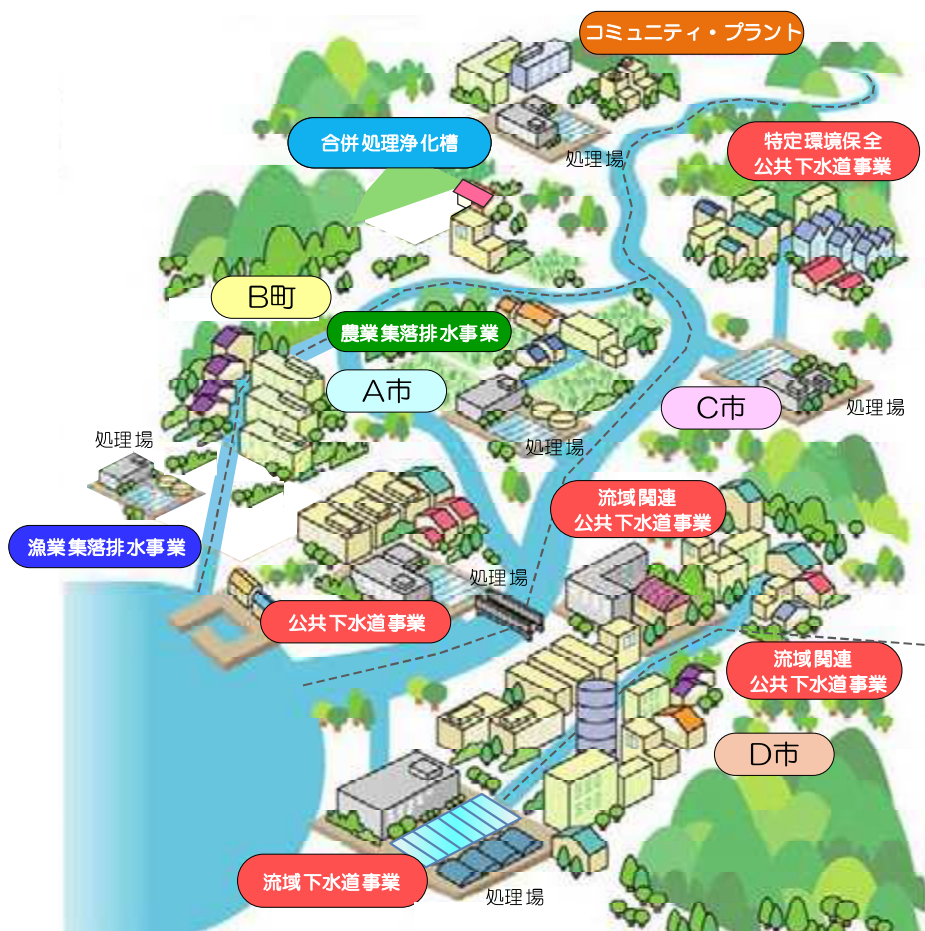 コミュニティ・プラント
合併処理浄化槽
処理場
特定環境保全
公共下水道事業
B町
農業集落排水事業
A市
C市
処理場
処理場
処理場
流域関連
公共下水道事業
漁業集落排水事業
処理場
公共下水道事業
流域関連
公共下水道事業
D市
流域下水道事業
処理場